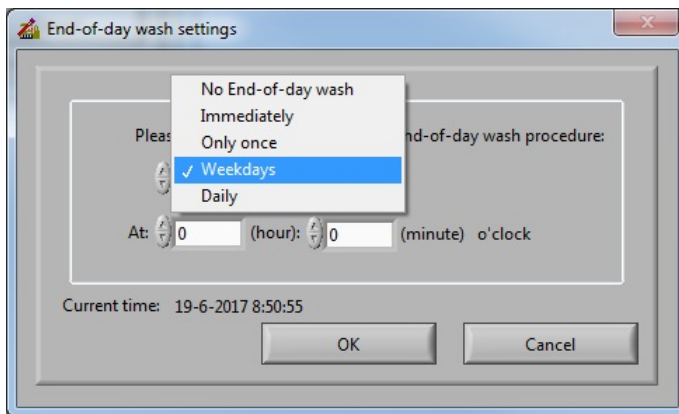 End-of-day wash settings
No End-of-day wash
Immediately
Only once
Weekdays
Daily
nd-of-day wash procedure:
At: 0 (hour): 0 (minute) o'clock
Current time: 19-6-2017 8:50:55
OK
Cancel